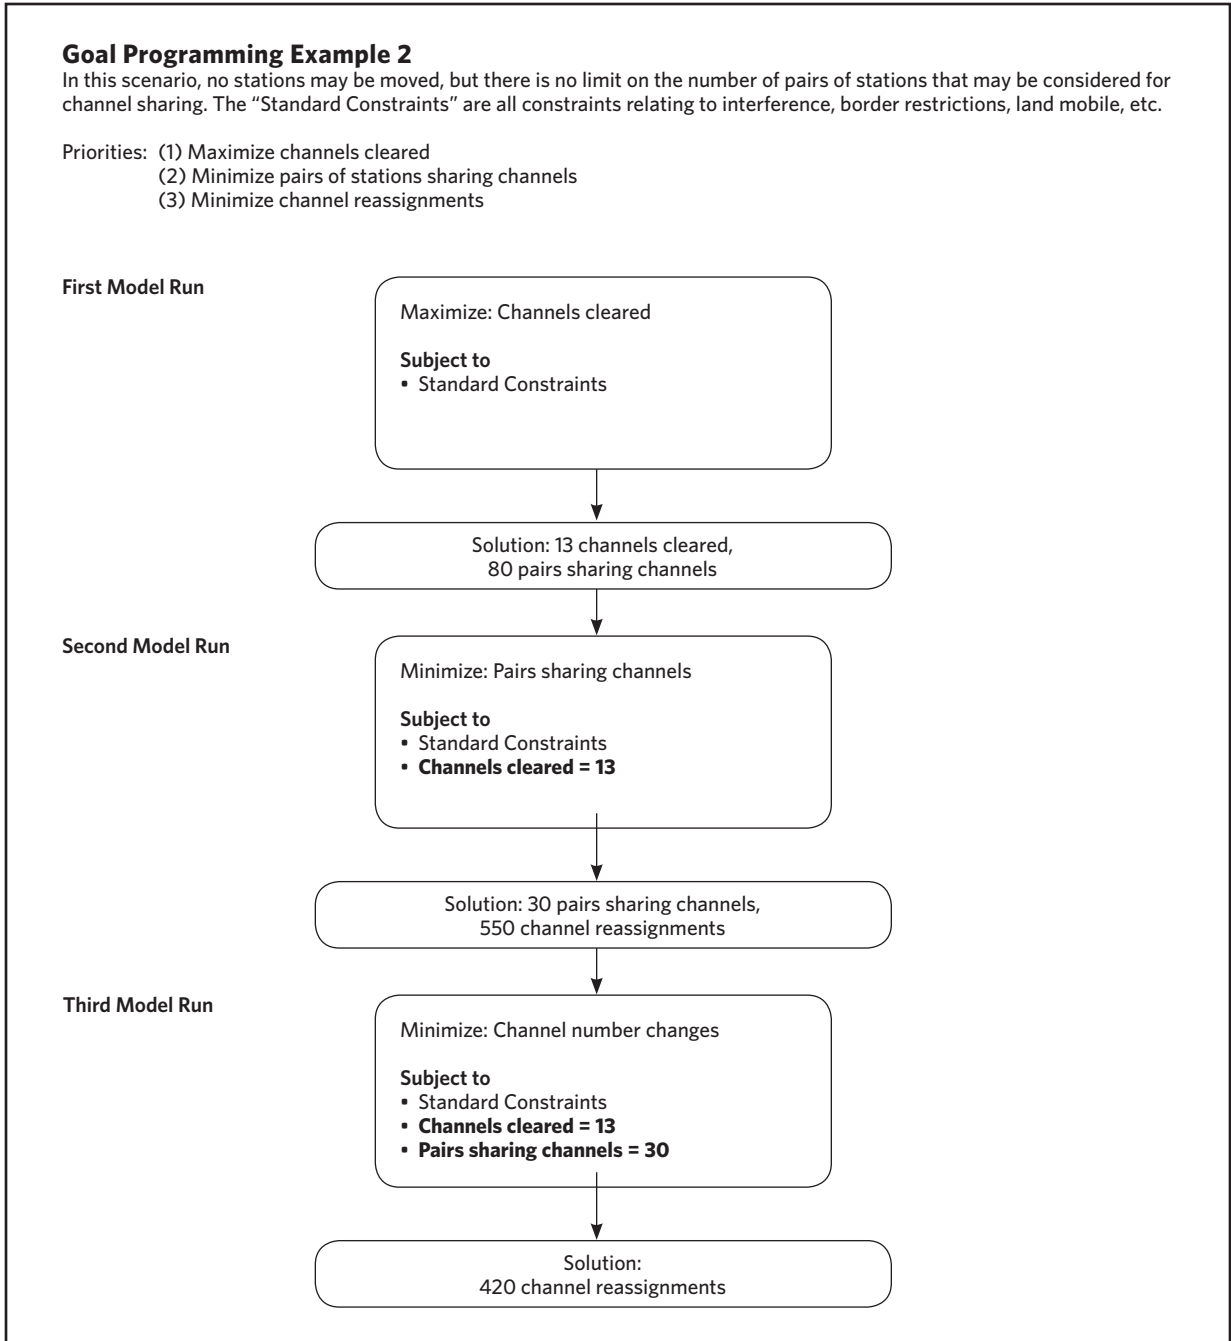 Goal Programming Example 2
In this scenario, no stations may be moved, but there is no limit on the number of pairs of stations that may be considered for
channel sharing. The “Standard Constraints” are all constraints relating to interference, border restrictions, land mobile, etc.
Priorities: (1) Maximize channels cleared
(2) Minimize pairs of stations sharing channels
(3) Minimize channel reassignments
First Model Run
Maximize: Channels cleared
Subject to
• Standard Constraints
Solution: 13 channels cleared,
80 pairs sharing channels
Second Model Run
Minimize: Pairs sharing channels
Subject to
• Standard Constraints
• Channels cleared = 13
Solution: 30 pairs sharing channels,
550 channel reassignments
Third Model Run
Minimize: Channel number changes
Subject to
• Standard Constraints
• Channels cleared = 13
• Pairs sharing channels = 30
Solution:
420 channel reassignments